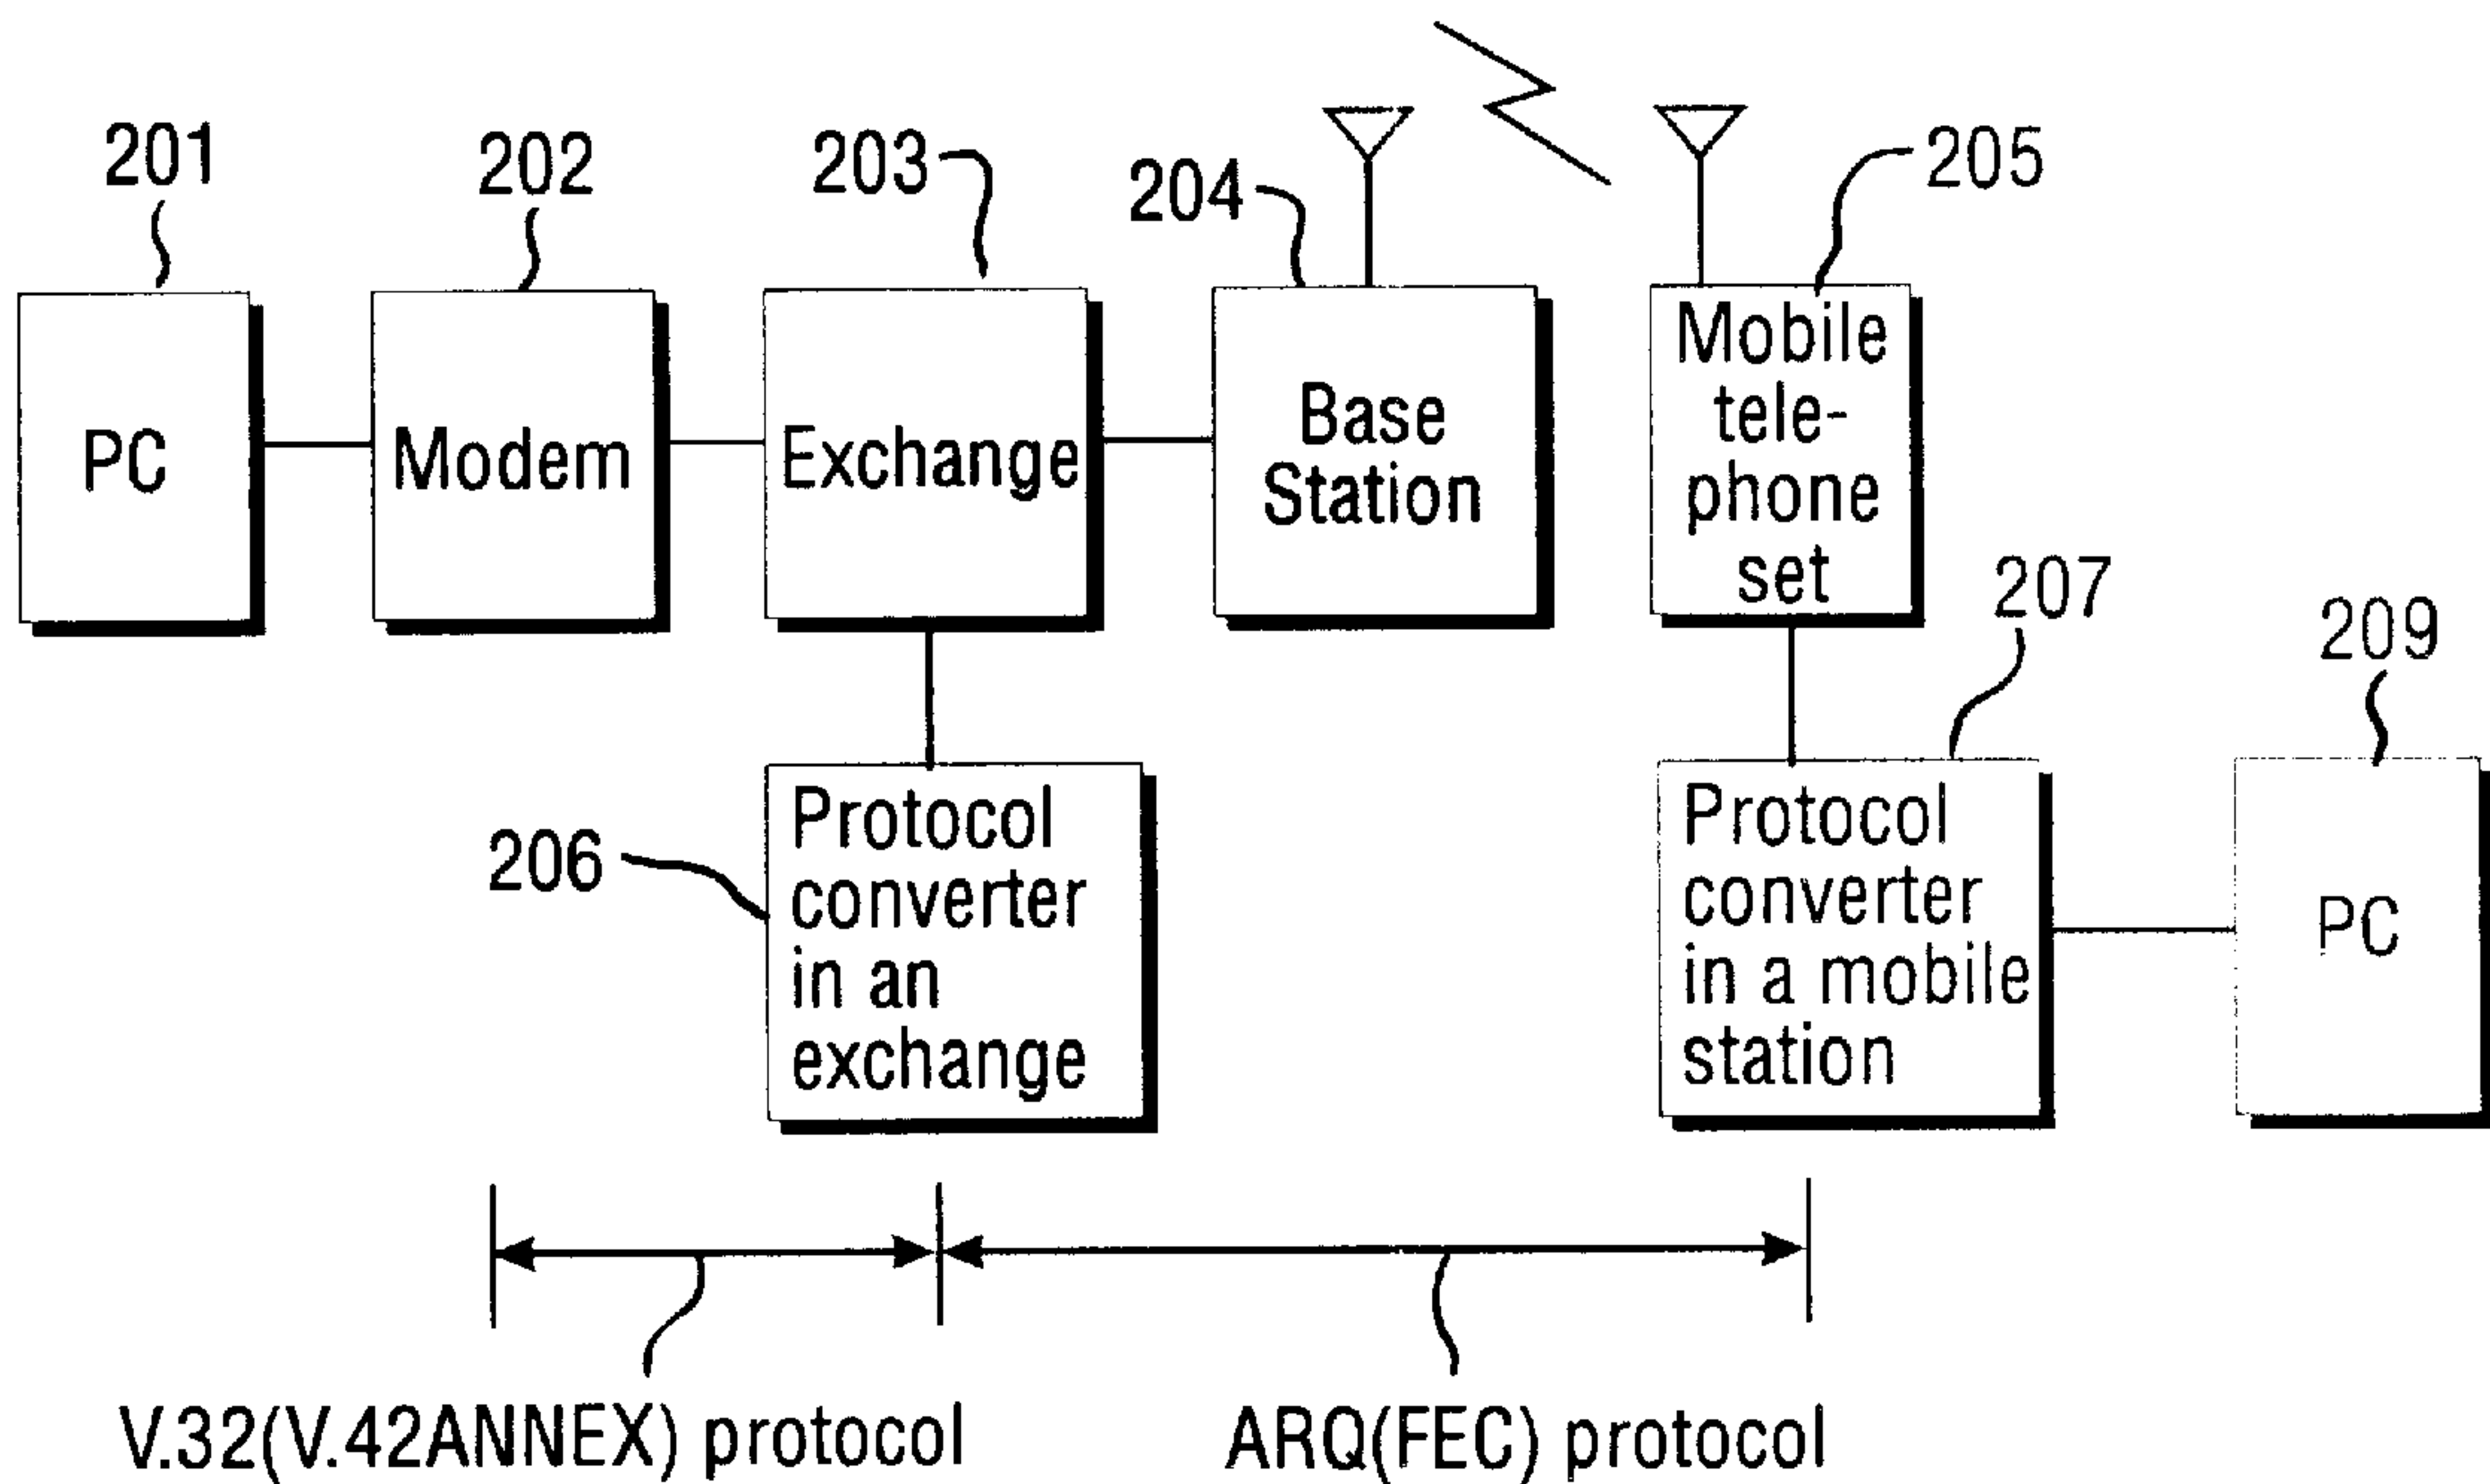 201
202
203
204
205
PC
Modem
Exchange
Base
Station
Mobile
tele-
phone
set
207
209
206
Protocol
converter
in an
exchange
Protocol
converter
in a mobile
station
PC
V.32(V.42ANNEX) protocol
ARQ(FEC) protocol